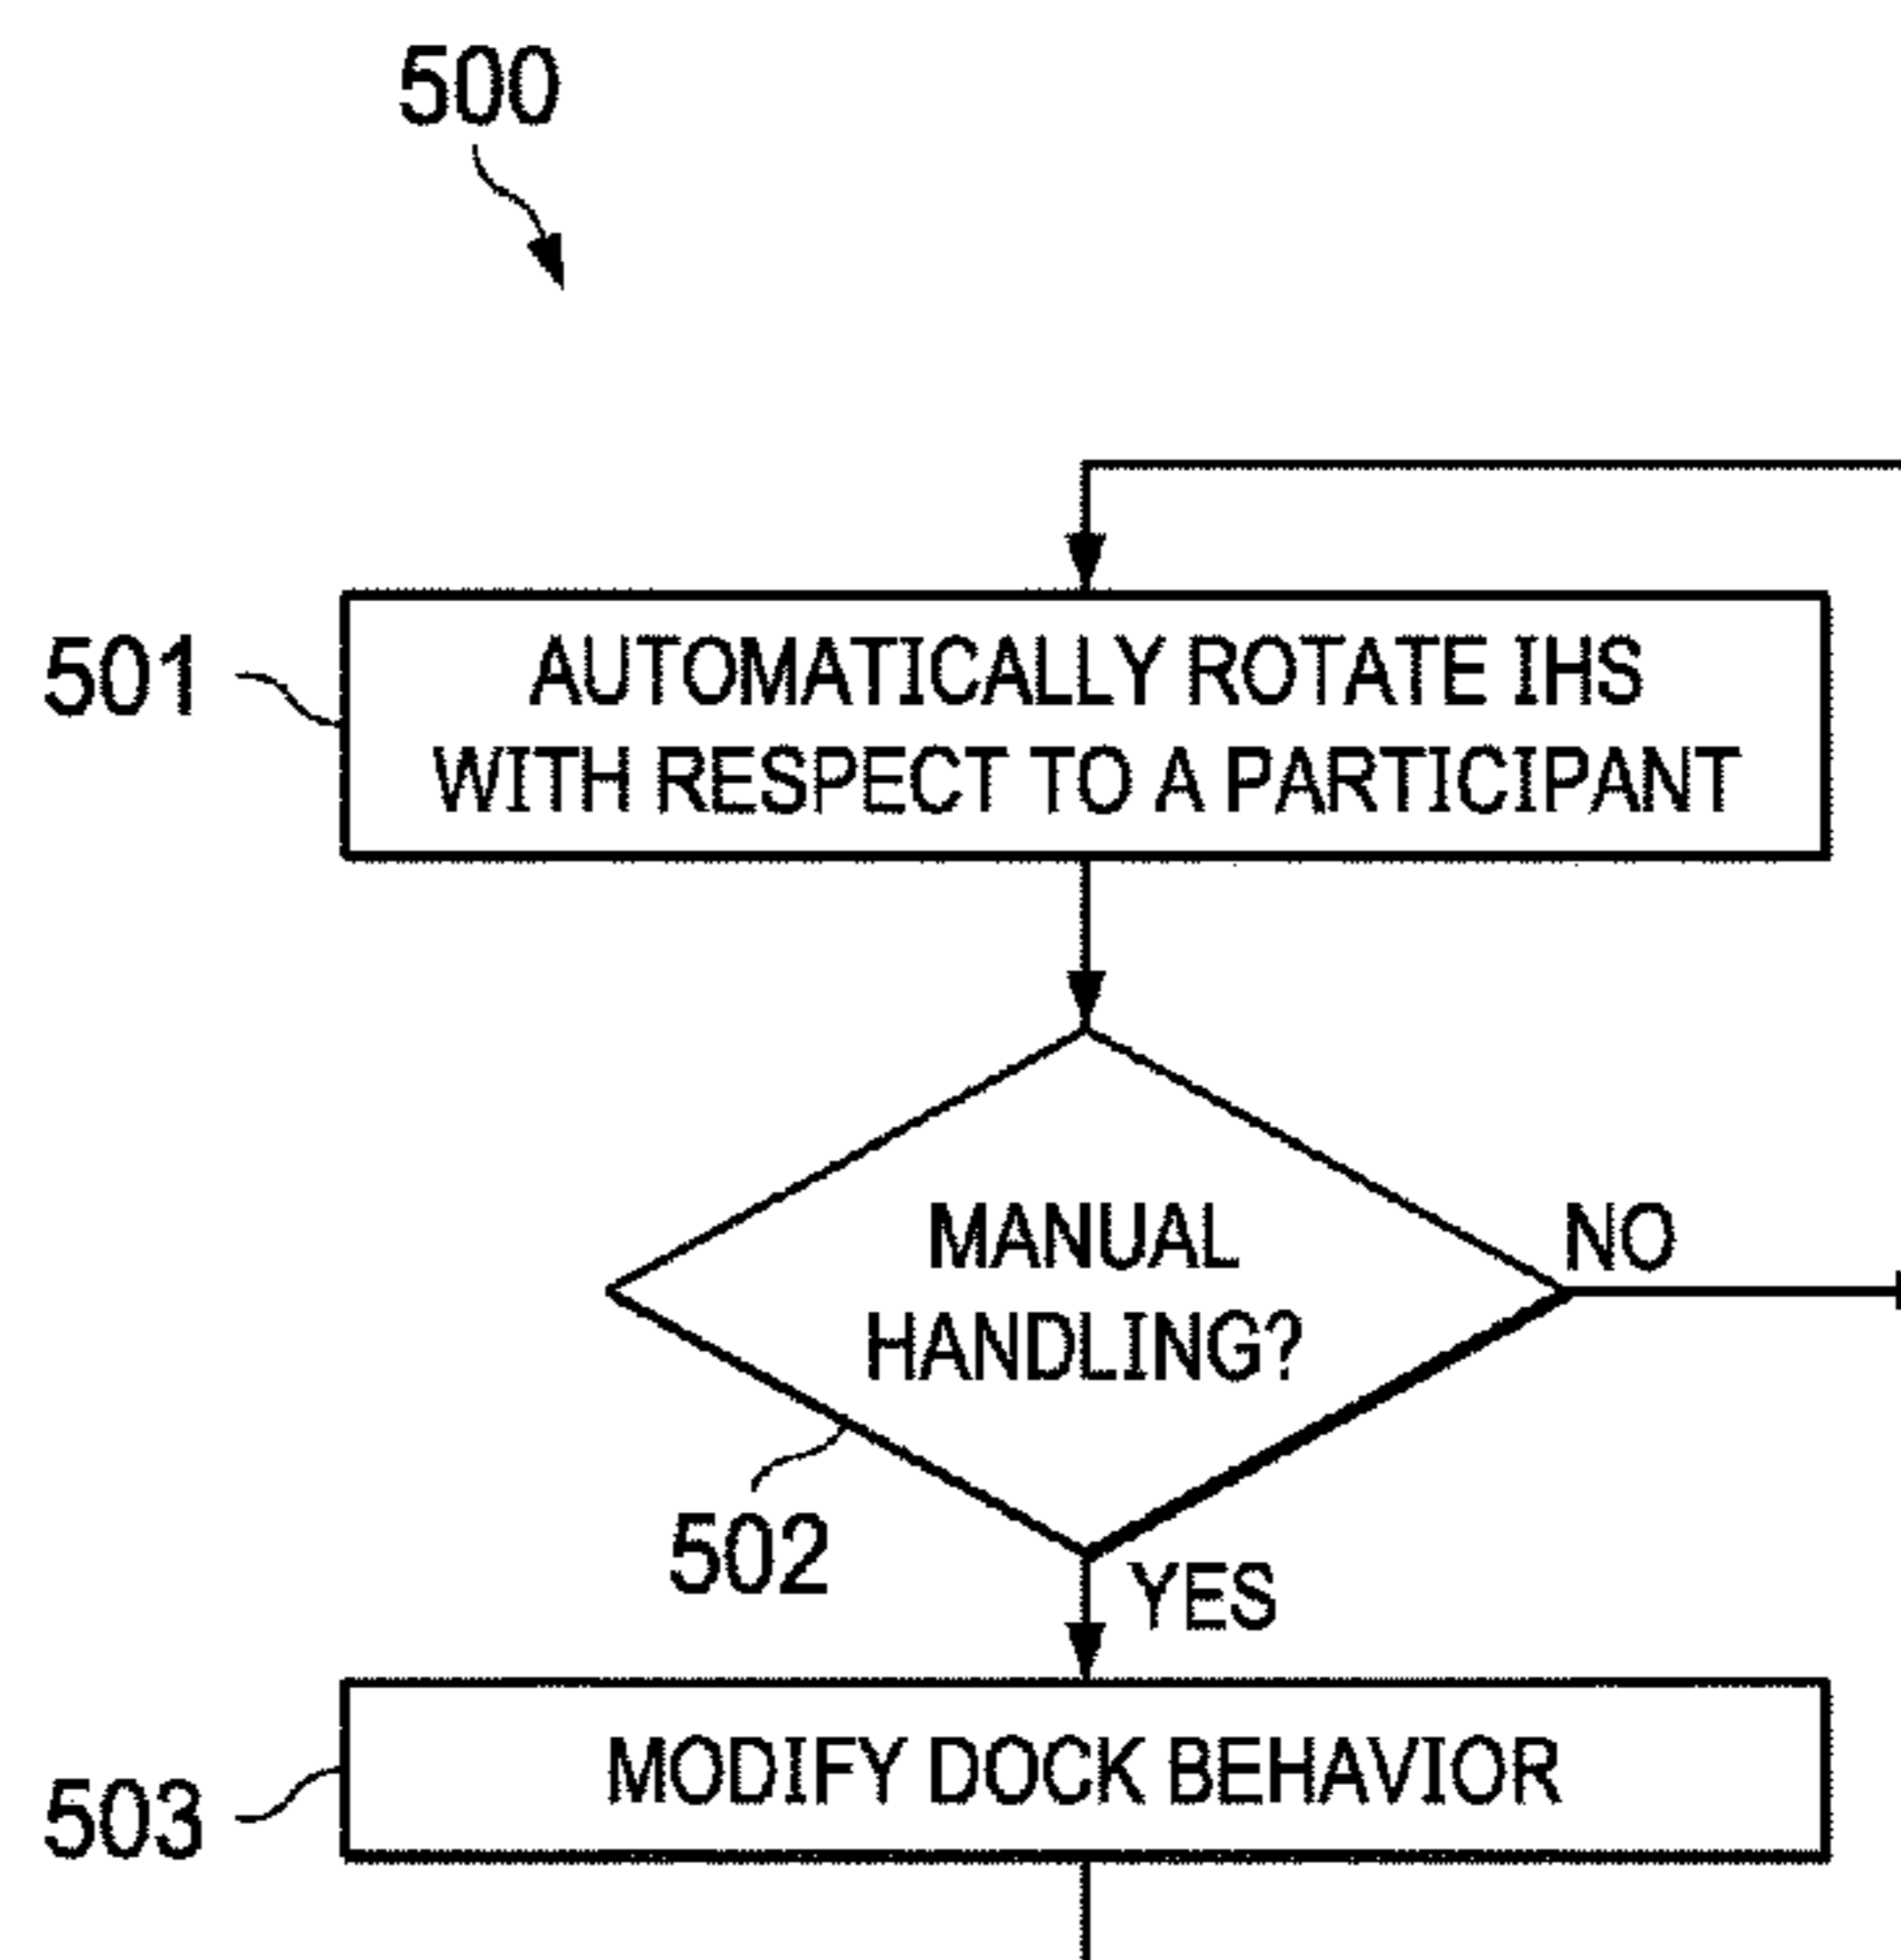 500
501
AUTOMATICALLY ROTATE IHS
WITH RESPECT TO A PARTICIPANT
MANUAL
HANDLING?
NO
502
YES
503
MODIFY DOCK BEHAVIOR